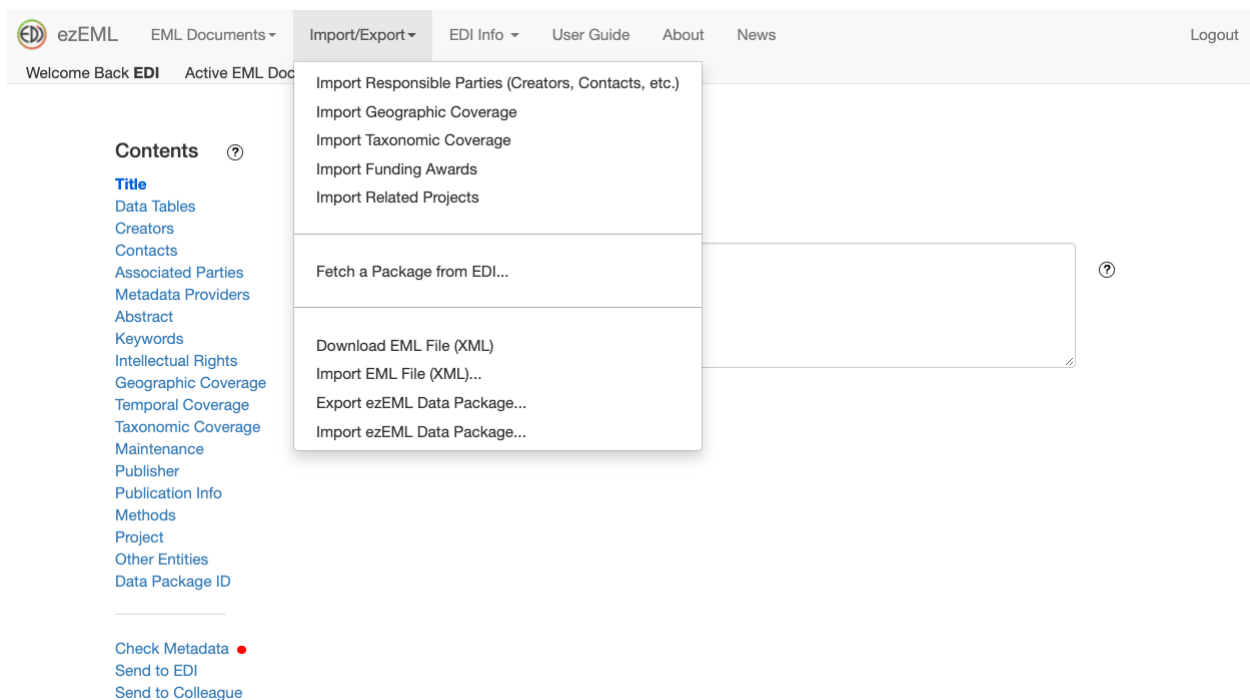 EDI ezEML EML Documents Import/Export EDI Info User Guide About News Logout
Welcome Back EDI Active EML Doc
Import Responsible Parties (Creators, Contacts, etc.)
Import Geographic Coverage
Import Taxonomic Coverage
Import Funding Awards
Import Related Projects
Fetch a Package from EDI...
Download EML File (XML)
Import EML File (XML)...
Export ezEML Data Package...
Import ezEML Data Package...
Contents ?
Title
Data Tables
Creators
Contacts
Associated Parties
Metadata Providers
Abstract
Keywords
Intellectual Rights
Geographic Coverage
Temporal Coverage
Taxonomic Coverage
Maintenance
Publisher
Publication Info
Methods
Project
Other Entities
Data Package ID
Check Metadata
Send to EDI
Send to Colleague
?